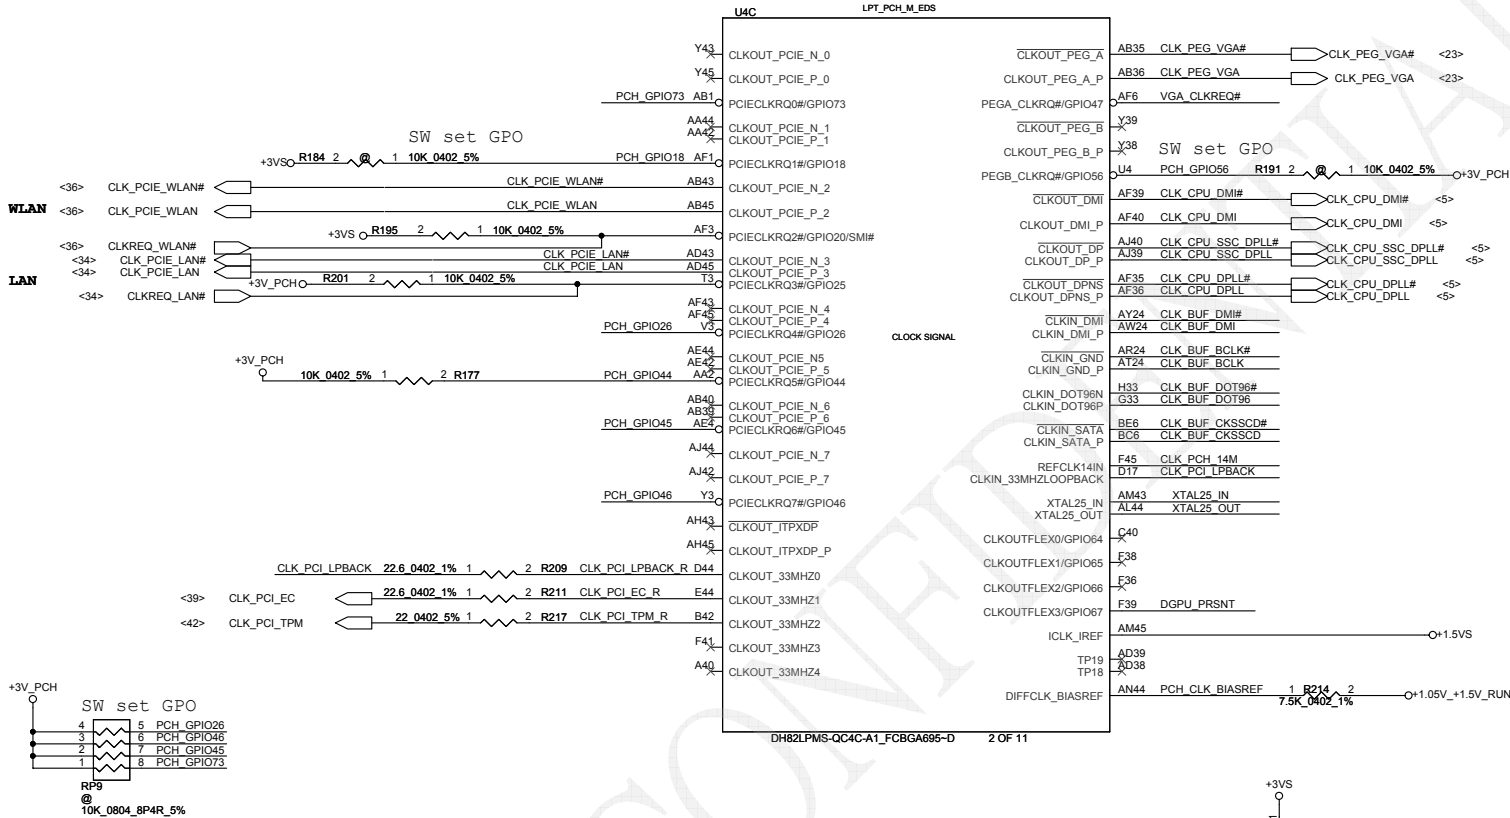 U4C
LPT_PCH_M_EDS
Y43 CLKOUT_PCIE_N_0
Y45 CLKOUT_PCIE_P_0
PCH_GPIO73 AB1 PCIECLKRQ0#/GPIO73
AA44 CLKOUT_PCIE_N_1
AA42 CLKOUT_PCIE_P_1
SW set GPO
+3VS R184 2 @ 1 10K_0402_5% PCH_GPIO18 AF1 PCIECLKRQ1#/GPIO18
<36> CLK_PCIE_WLAN# CLK_PCIE_WLAN# AB43 CLKOUT_PCIE_N_2
WLAN
<36> CLK_PCIE_WLAN CLK_PCIE_WLAN AB45 CLKOUT_PCIE_P_2
+3VS R195 2 1 10K_0402_5% AF3 PCIECLKRQ2#/GPIO20/SMI#
<36> CLKREQ_WLAN#
<34> CLK_PCIE_LAN# CLK_PCIE_LAN# AD43 CLKOUT_PCIE_N_3
<34> CLK_PCIE_LAN CLK_PCIE_LAN AD45 CLKOUT_PCIE_P_3
LAN
+3V_PCH R201 2 1 10K_0402_5% T3 PCIECLKRQ3#/GPIO25
<34> CLKREQ_LAN#
AF43 CLKOUT_PCIE_N_4
AF45 CLKOUT_PCIE_P_4
PCH_GPIO26 V3 PCIECLKRQ4#/GPIO26
AE44 CLKOUT_PCIE_N5
AE42 CLKOUT_PCIE_P_5
+3V_PCH
10K_0402_5% 1 2 R177 PCH_GPIO44 AA2 PCIECLKRQ5#/GPIO44
AB40 CLKOUT_PCIE_N_6
AB39 CLKOUT_PCIE_P_6
PCH_GPIO45 AE4 PCIECLKRQ6#/GPIO45
AJ44 CLKOUT_PCIE_N_7
AJ42 CLKOUT_PCIE_P_7
PCH_GPIO46 Y3 PCIECLKRQ7#/GPIO46
AH43 CLKOUT_ITPXDP
AH45 CLKOUT_ITPXDP_P
CLK_PCI_LPBACK 22.6_0402_1% 1 2 R209 CLK_PCI_LPBACK_R D44 CLKOUT_33MHZ0
<39> CLK_PCI_EC 22.6_0402_1% 1 2 R211 CLK_PCI_EC_R E44 CLKOUT_33MHZ1
<42> CLK_PCI_TPM 22_0402_5% 1 2 R217 CLK_PCI_TPM_R B42 CLKOUT_33MHZ2
F41 CLKOUT_33MHZ3
A40 CLKOUT_33MHZ4
CLOCK SIGNAL
CLKOUT_PEG_A AB35 CLK_PEG_VGA# CLK_PEG_VGA# <23>
CLKOUT_PEG_A_P AB36 CLK_PEG_VGA CLK_PEG_VGA <23>
PEGA_CLKRQ#/GPIO47 AF6 VGA_CLKREQ#
CLKOUT_PEG_B Y39
CLKOUT_PEG_B_P Y38
SW set GPO
PEGB_CLKRQ#/GPIO56 U4 PCH_GPIO56 R191 2 @ 1 10K_0402_5% +3V_PCH
CLKOUT_DMI AF39 CLK_CPU_DMI# CLK_CPU_DMI# <5>
CLKOUT_DMI_P AF40 CLK_CPU_DMI CLK_CPU_DMI <5>
CLKOUT_DP AJ40 CLK_CPU_SSC_DPLL# CLK_CPU_SSC_DPLL# <5>
CLKOUT_DP_P AJ39 CLK_CPU_SSC_DPLL CLK_CPU_SSC_DPLL <5>
CLKOUT_DPNS AF35 CLK_CPU_DPLL# CLK_CPU_DPLL# <5>
CLKOUT_DPNS_P AF36 CLK_CPU_DPLL CLK_CPU_DPLL <5>
CLKIN_DMI AY24 CLK_BUF_DMI#
CLKIN_DMI_P AW24 CLK_BUF_DMI
CLKIN_GND AR24 CLK_BUF_BCLK#
CLKIN_GND_P AT24 CLK_BUF_BCLK
CLKIN_DOT96N H33 CLK_BUF_DOT96#
CLKIN_DOT96P G33 CLK_BUF_DOT96
CLKIN_SATA BE6 CLK_BUF_CKSSCD#
CLKIN_SATA_P BC6 CLK_BUF_CKSSCD
REFCLK14IN F45 CLK_PCH_14M
CLKIN_33MHZLOOPBACK D17 CLK_PCI_LPBACK
XTAL25_IN AM43 XTAL25_IN
XTAL25_OUT AL44 XTAL25_OUT
CLKOUTFLEX0/GPIO64 C40
CLKOUTFLEX1/GPIO65 F38
CLKOUTFLEX2/GPIO66 F36
CLKOUTFLEX3/GPIO67 F39 DGPU_PRSNT
ICLK_IREF AM45 +1.5VS
TP19 AD39
TP18 AD38
DIFFCLK_BIASREF AN44 PCH_CLK_BIASREF 1 R214 2 +1.05V_+1.5V_RUN
7.5K_0402_1%
DH82LPMS-QC4C-A1_FCBGA695~D 2 OF 11
+3V_PCH
SW set GPO
4 5 PCH_GPIO26
3 6 PCH_GPIO46
2 7 PCH_GPIO45
1 8 PCH_GPIO73
RP9
@
10K_0804_8P4R_5%
+3VS
1
CONFIDENTIA